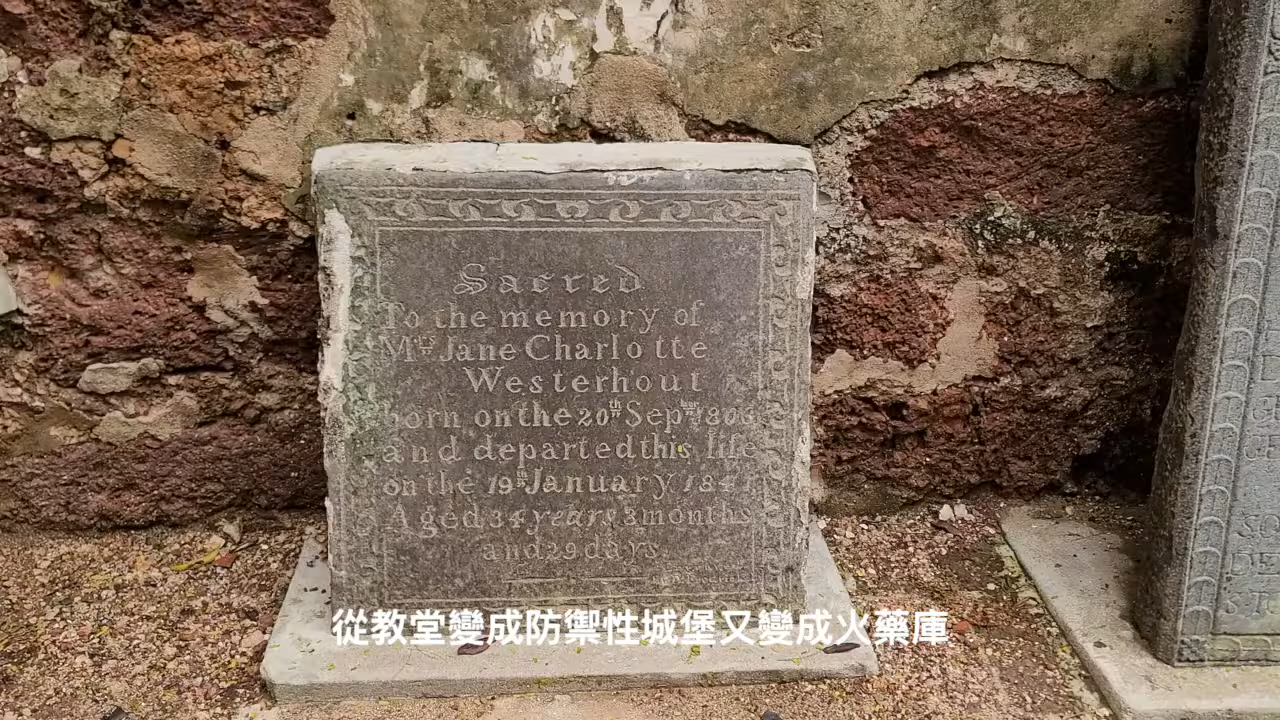 Sacred
To the memory of
Mrs Jane Charlotte
Westerhout
born on the 20th Sepber
and departed this life
on the 19th January
Aged 34 years 3 months
and 29 days.
從教堂變成防禦性城堡又變成火藥庫